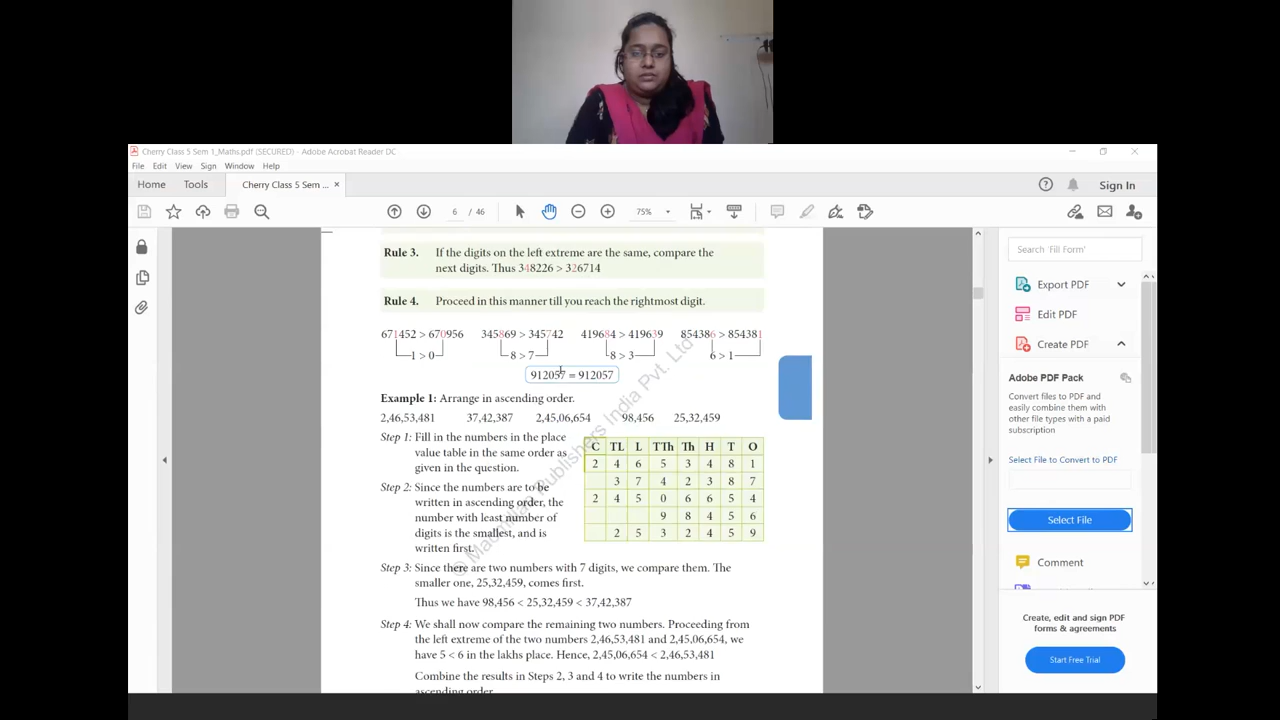 Cherry Class 5 Sem 1_Maths.pdf (SECURED) - Adobe Acrobat Reader DC
File Edit View Sign Window Help
Home Tools Cherry Class 5 Sem ... × Sign In
6 / 46 75%
Rule 3. If the digits on the left extreme are the same, compare the
next digits. Thus 348226 > 326714
Rule 4. Proceed in this manner till you reach the rightmost digit.
671452 > 670956 345869 > 345742 419684 > 419639 854386 > 854381
1 > 0 8 > 7 8 > 3 6 > 1
912057 = 912057
Example 1: Arrange in ascending order.
2,46,53,481 37,42,387 2,45,06,654 98,456 25,32,459
Step 1: Fill in the numbers in the place
value table in the same order as
given in the question.
Step 2: Since the numbers are to be
written in ascending order, the
number with least number of
digits is the smallest, and is
written first.
C TL L TTh Th H T O
2 4 6 5 3 4 8 1
3 7 4 2 3 8 7
2 4 5 0 6 6 5 4
9 8 4 5 6
2 5 3 2 4 5 9
Step 3: Since there are two numbers with 7 digits, we compare them. The
smaller one, 25,32,459, comes first.
Thus we have 98,456 < 25,32,459 < 37,42,387
Step 4: We shall now compare the remaining two numbers. Proceeding from
the left extreme of the two numbers 2,46,53,481 and 2,45,06,654, we
have 5 < 6 in the lakhs place. Hence, 2,45,06,654 < 2,46,53,481
Combine the results in Steps 2, 3 and 4 to write the numbers in
ascending order.
© Macmillan Publishers India Pvt. Ltd
Search 'Fill Form'
Export PDF
Edit PDF
Create PDF
Adobe PDF Pack
Convert files to PDF and
easily combine them with
other file types with a paid
subscription
Select File to Convert to PDF
Select File
Comment
Create, edit and sign PDF
forms & agreements
Start Free Trial